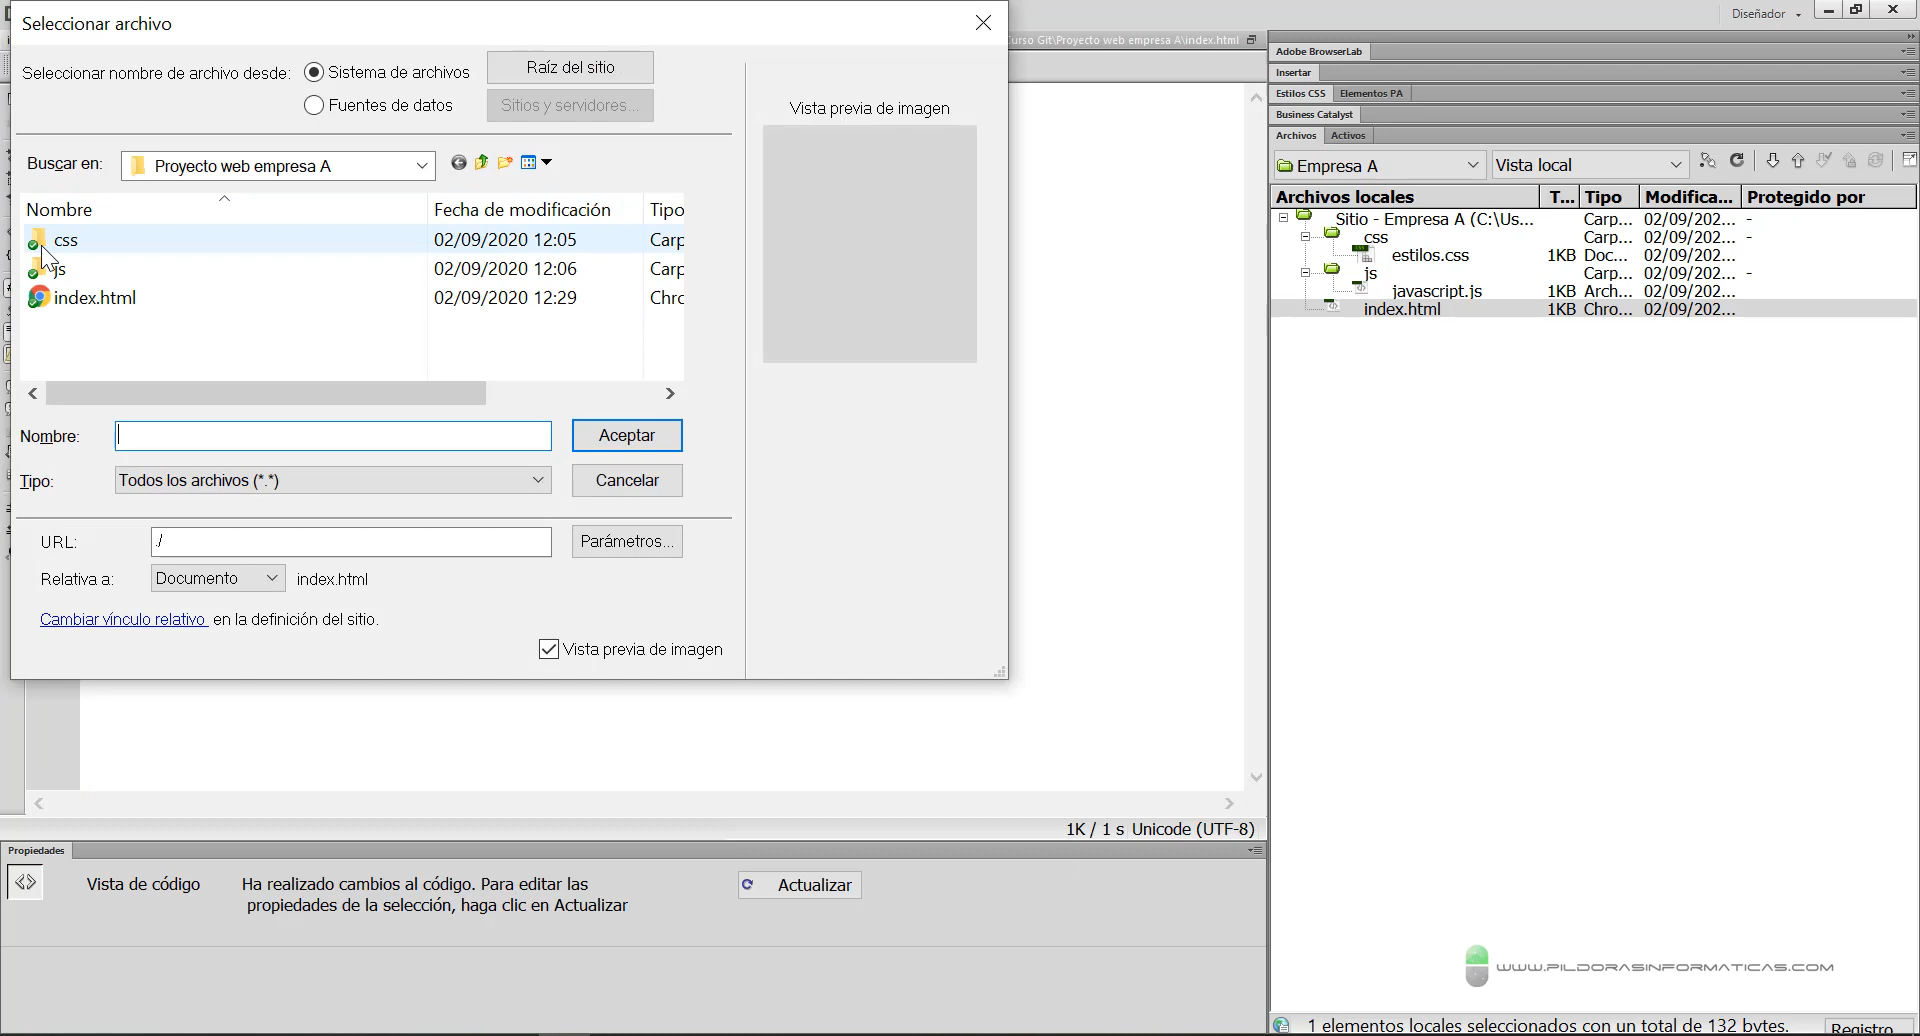 Seleccionar archivo
Diseñador
Seleccionar nombre de archivo desde:
Sistema de archivos
Raíz del sitio
Fuentes de datos
Sitios y servidores...
Curso Git\Proyecto web empresa A\index.html
Vista previa de imagen
Buscar en:
Proyecto web empresa A
Nombre
Fecha de modificación
Tipo
css
02/09/2020 12:05
Carp
js
02/09/2020 12:06
Carp
index.html
02/09/2020 12:29
Chrc
Nombre:
Aceptar
Tipo:
Todos los archivos (*.*)
Cancelar
URL:
./
Parámetros...
Relativa a:
Documento
index.html
Cambiar vínculo relativo en la definición del sitio.
Vista previa de imagen
Adobe BrowserLab
Insertar
Estilos CSS
Elementos PA
Business Catalyst
Archivos
Activos
Empresa A
Vista local
Archivos locales
T...
Tipo
Modifica...
Protegido por
Sitio - Empresa A (C:\Us...
Carp...
02/09/202...
-
css
Carp...
02/09/202...
-
estilos.css
1KB
Doc...
02/09/202...
js
Carp...
02/09/202...
-
javascript.js
1KB
Arch...
02/09/202...
index.html
1KB
Chro...
02/09/202...
1K / 1 s Unicode (UTF-8)
Propiedades
Vista de código
Ha realizado cambios al código. Para editar las
propiedades de la selección, haga clic en Actualizar
Actualizar
WWW.PILDORASINFORMATICAS.COM
1 elementos locales seleccionados con un total de 132 bytes.
Registro